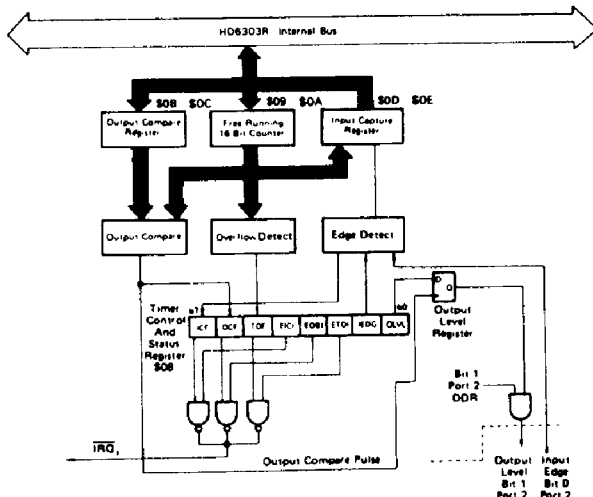 HD6303R Internal Bus
$0B $0C
$09 $0A
$0D $0E
Output Compare
Register
Free Running
16 Bit Counter
Input Capture
Register
Output Compare
Overflow Detect
Edge Detect
Timer
Control
And
Status
Register
$08
b7
b0
ICF
OCF
TOF
EICI
EOBI
ETOI
IEDG
OLVL
D
Q
Output
Level
Register
Bit 1
Port 2
DDR
IRQ
Output Compare Pulse
Output
Level
Bit 1
Port 2
Input
Edge
Bit D
Port 2